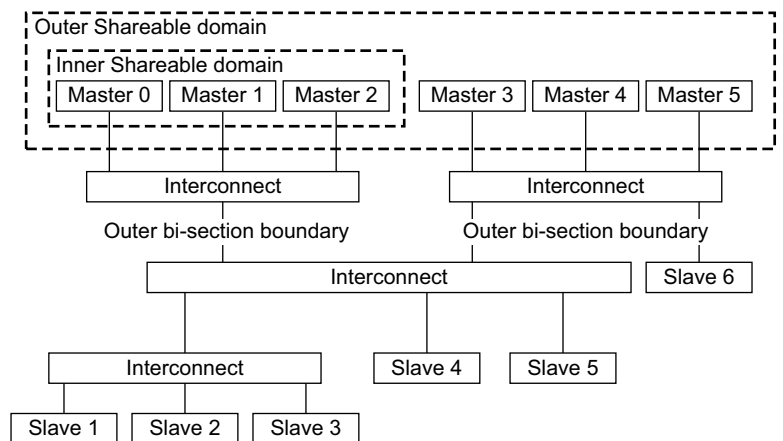 Outer Shareable domain
Inner Shareable domain
Master 0
Master 1
Master 2
Master 3
Master 4
Master 5
Interconnect
Interconnect
Outer bi-section boundary
Outer bi-section boundary
Interconnect
Slave 6
Interconnect
Slave 4
Slave 5
Slave 1
Slave 2
Slave 3